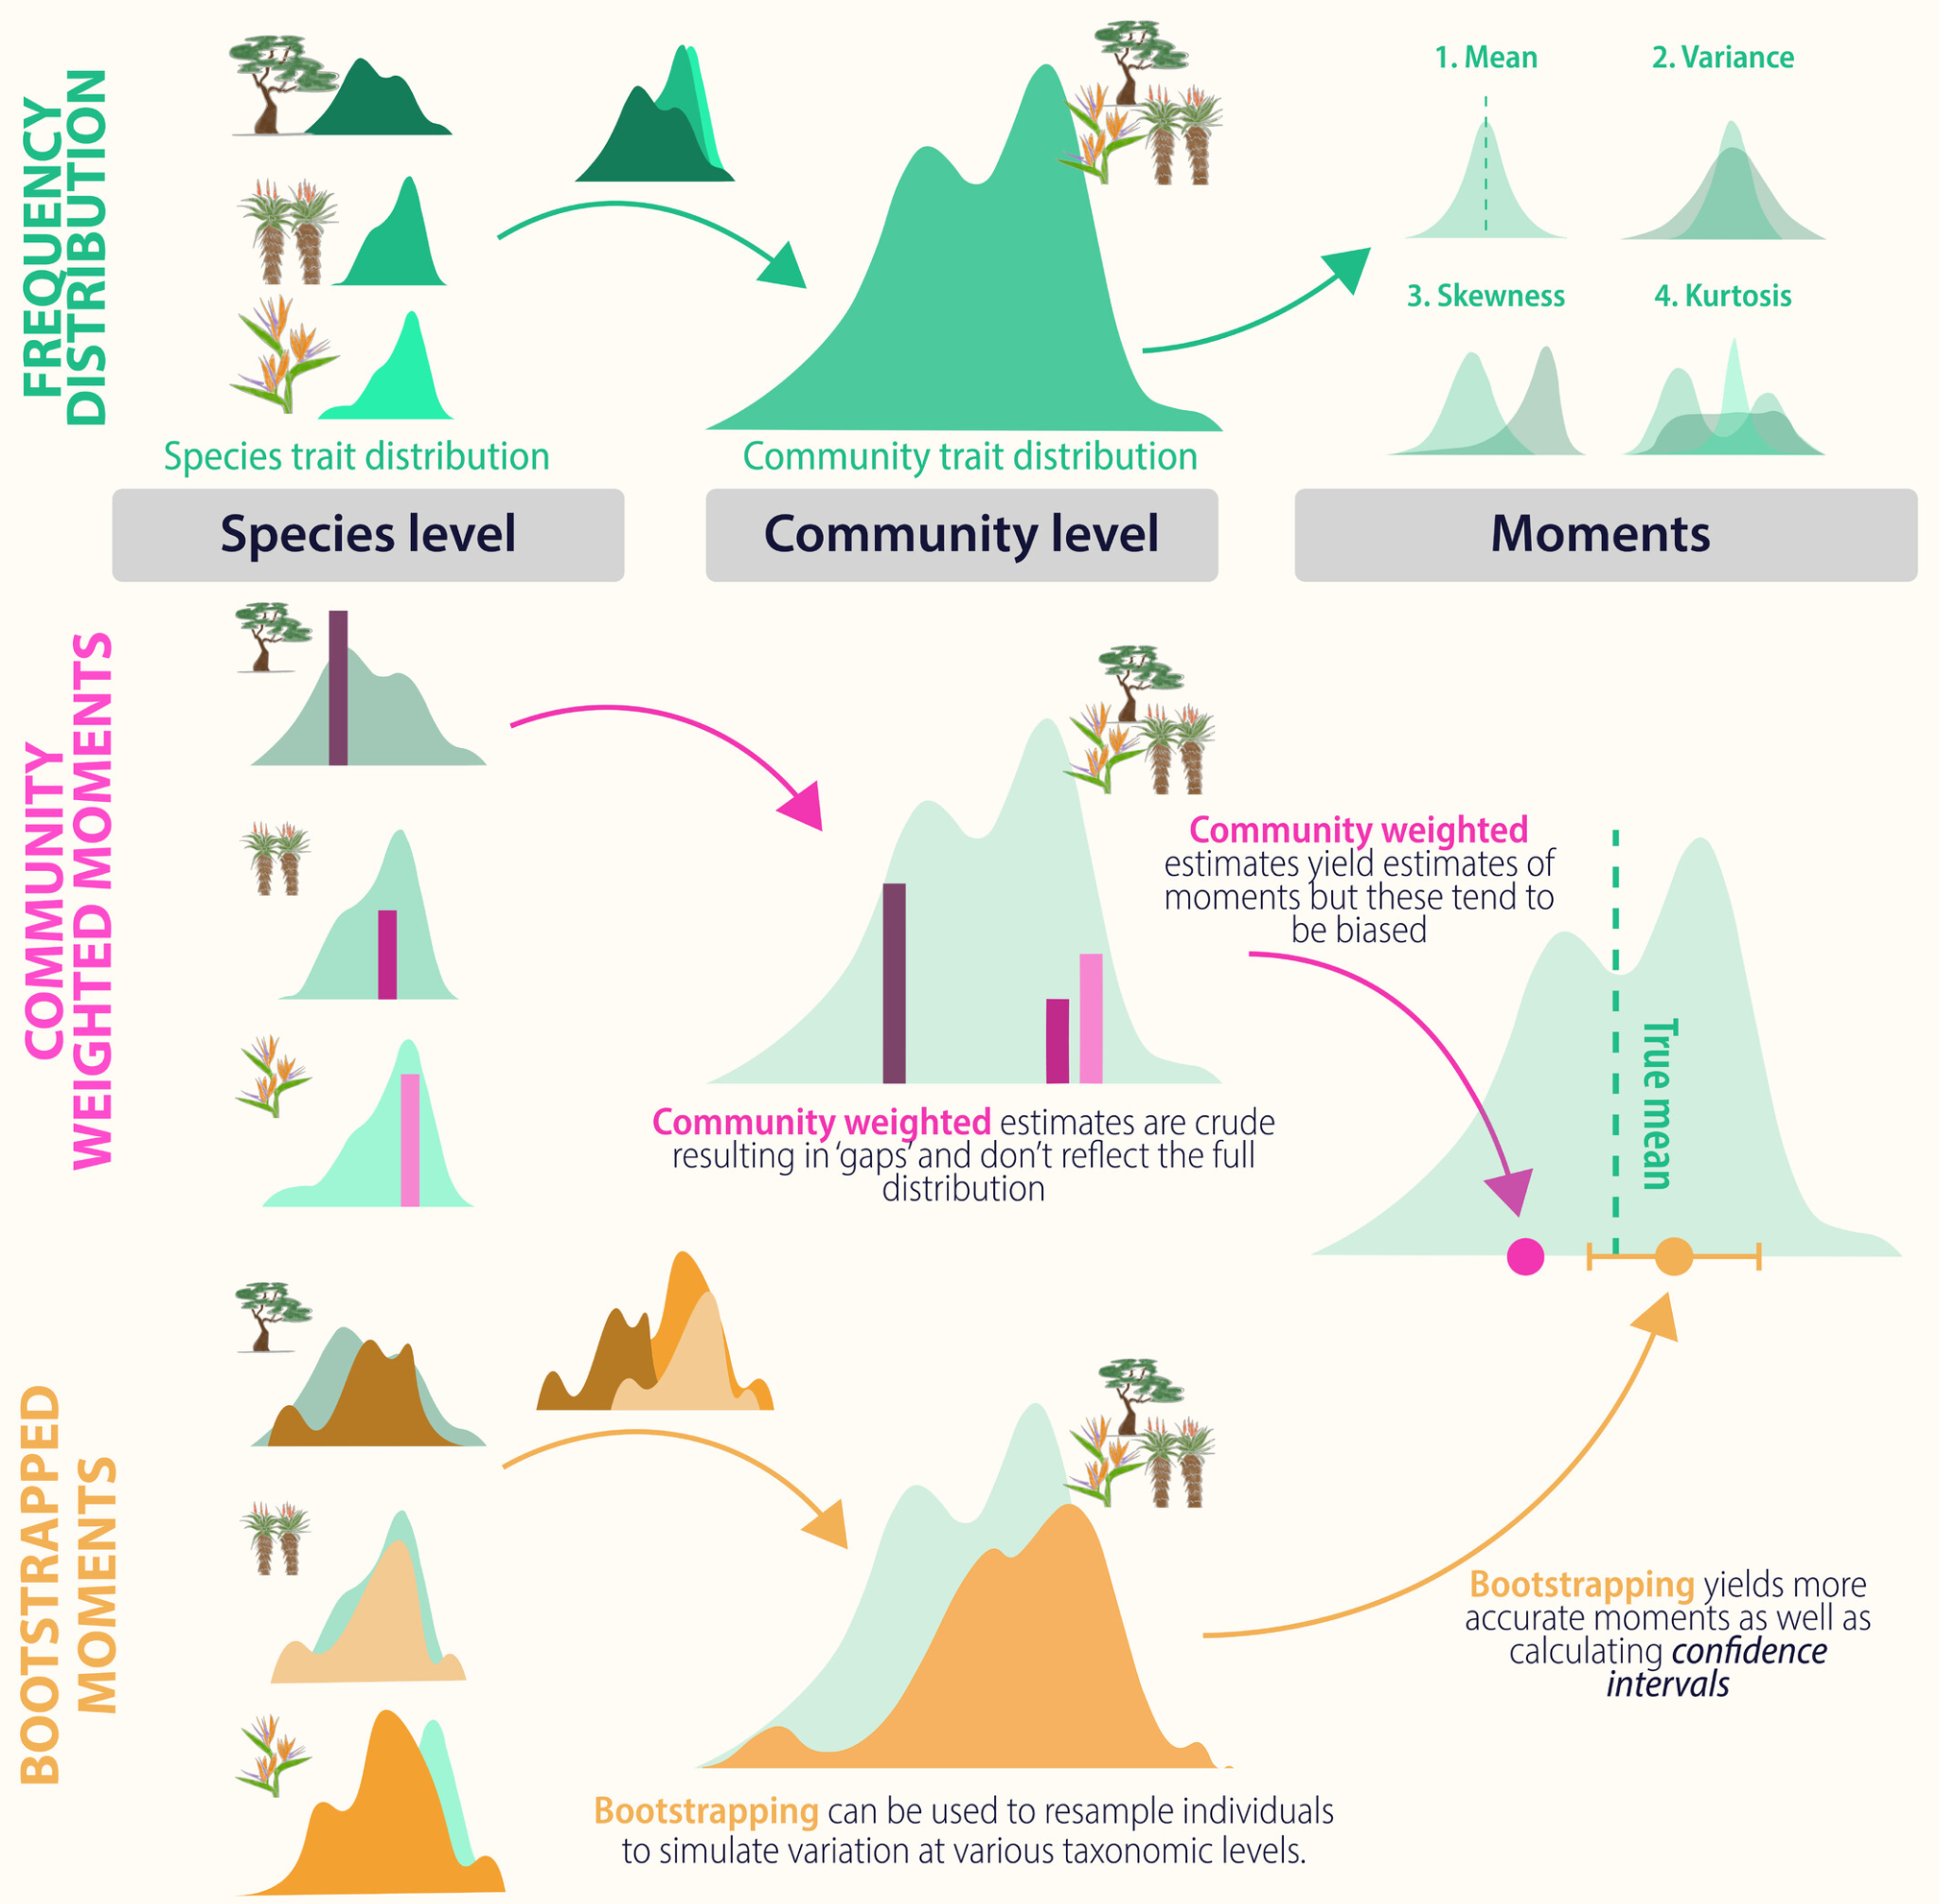 FREQUENCY
DISTRIBUTION
1. Mean
2. Variance
3. Skewness
4. Kurtosis
Species trait distribution
Community trait distribution
Species level
Community level
Moments
COMMUNITY
WEIGHTED MOMENTS
Community weighted
estimates yield estimates of
moments but these tend to
be biased
True mean
Community weighted estimates are crude
resulting in ‘gaps’ and don’t reflect the full
distribution
BOOTSTRAPPED
MOMENTS
Bootstrapping yields more
accurate moments as well as
calculating confidence
intervals
Bootstrapping can be used to resample individuals
to simulate variation at various taxonomic levels.